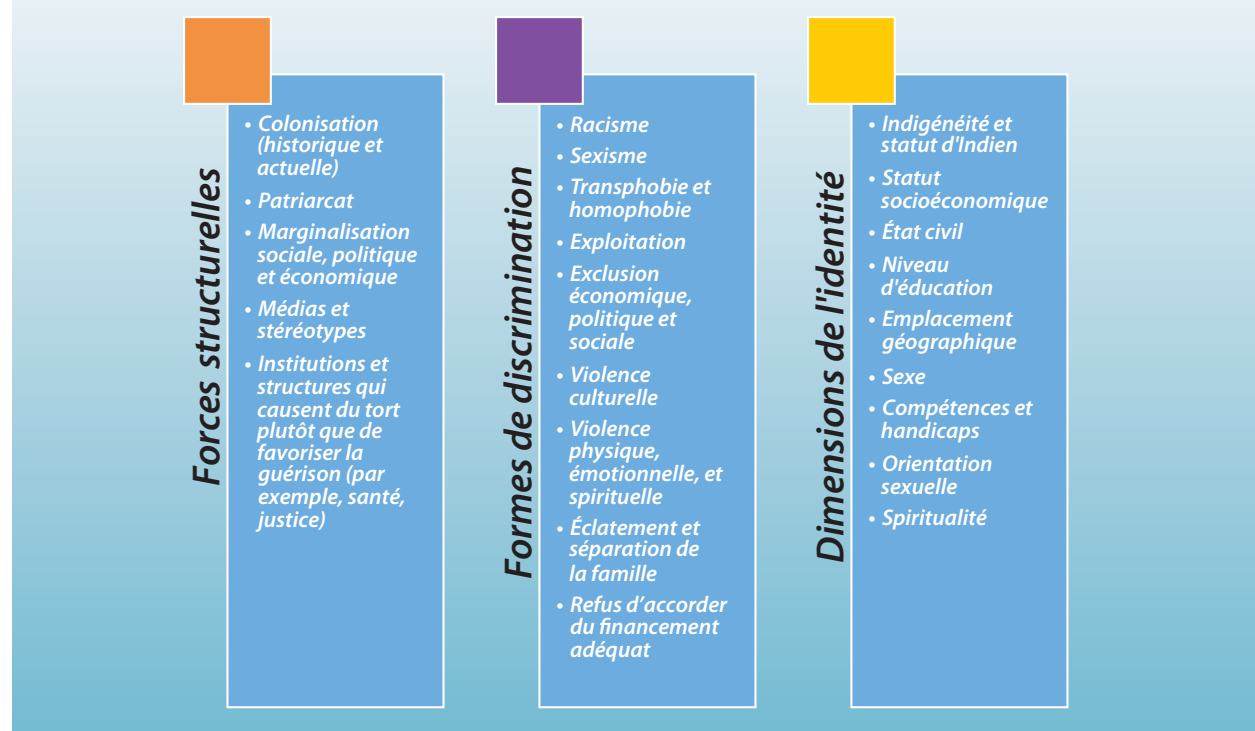 Forces structurelles
• Colonisation
(historique et
actuelle)
• Patriarcat
• Marginalisation
sociale, politique
et économique
• Médias et
stéréotypes
• Institutions et
structures qui
causent du tort
plutôt que de
favoriser la
guérison (par
exemple, santé,
justice)
Formes de discrimination
• Racisme
• Sexisme
• Transphobie et
homophobie
• Exploitation
• Exclusion
économique,
politique et
sociale
• Violence
culturelle
• Violence
physique,
émotionnelle, et
spirituelle
• Éclatement et
séparation de
la famille
• Refus d’accorder
du financement
adéquat
Dimensions de l'identité
• Indigénéité et
statut d'Indien
• Statut
socioéconomique
• État civil
• Niveau
d'éducation
• Emplacement
géographique
• Sexe
• Compétences et
handicaps
• Orientation
sexuelle
• Spiritualité